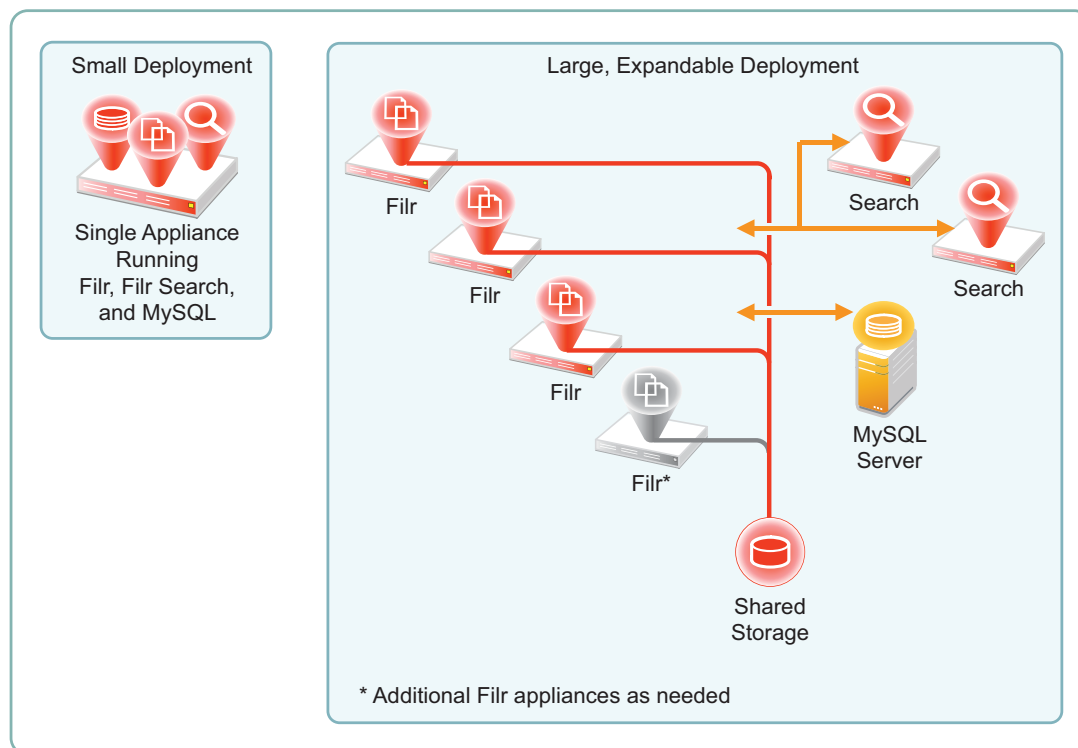 Small Deployment
Single Appliance
Running
Filr, Filr Search,
and MySQL
Large, Expandable Deployment
Filr
Filr
Filr
Filr*
Search
Search
MySQL
Server
Shared
Storage
* Additional Filr appliances as needed